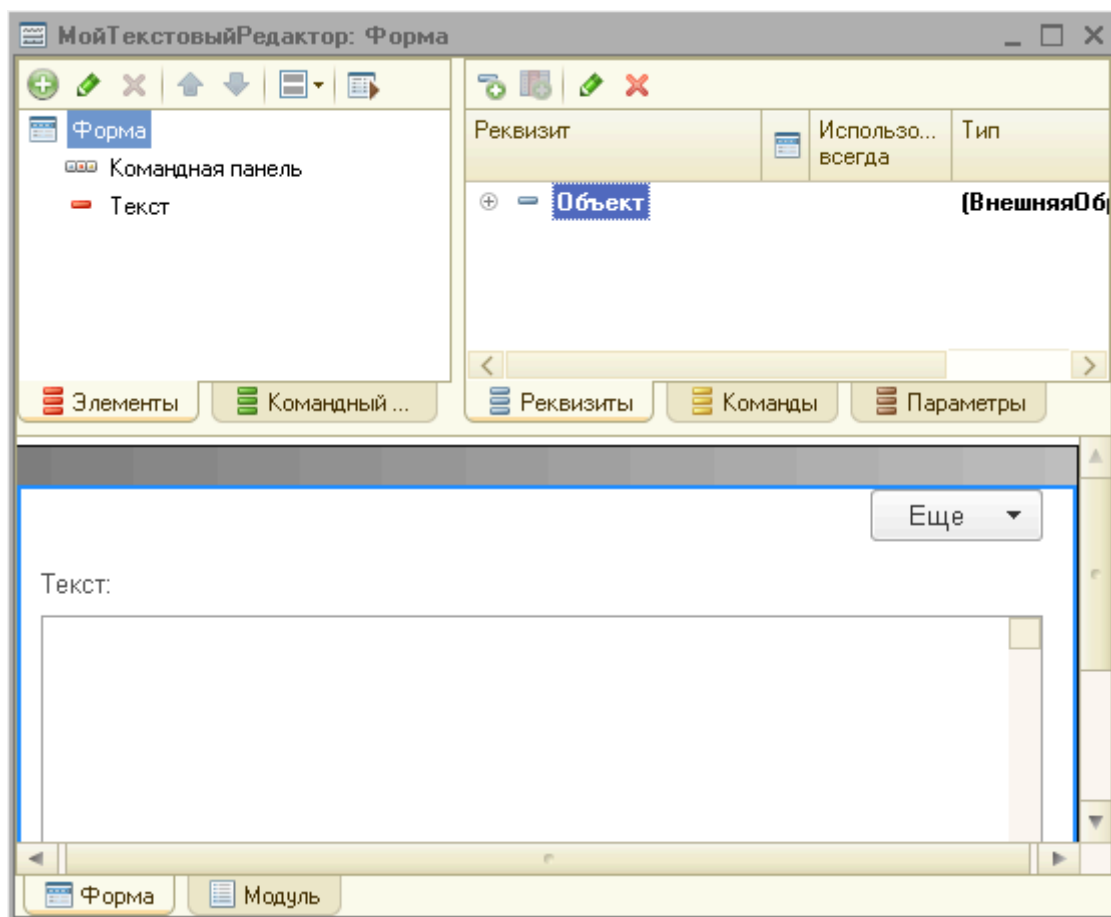 МойТекстовыйРедактор: Форма
Форма
Командная панель
Текст
Элементы
Командный ...
Реквизит
Использо...
всегда
Тип
Объект
(ВнешняяОб
Реквизиты
Команды
Параметры
Еще
Текст:
Форма
Модуль